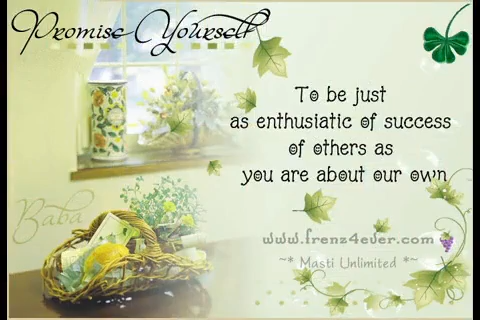 Promise Yourself
To be just
as enthusiatic of success
of others as
you are about our own
Baba
www.frenz4ever.com
~* Masti Unlimited *~